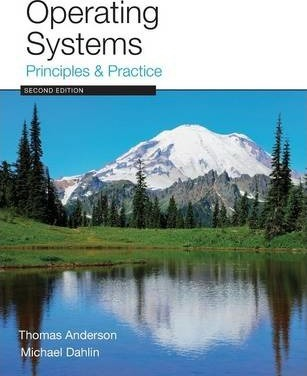 Operating
Systems
Principles & Practice
SECOND EDITION
Thomas Anderson
Michael Dahlin